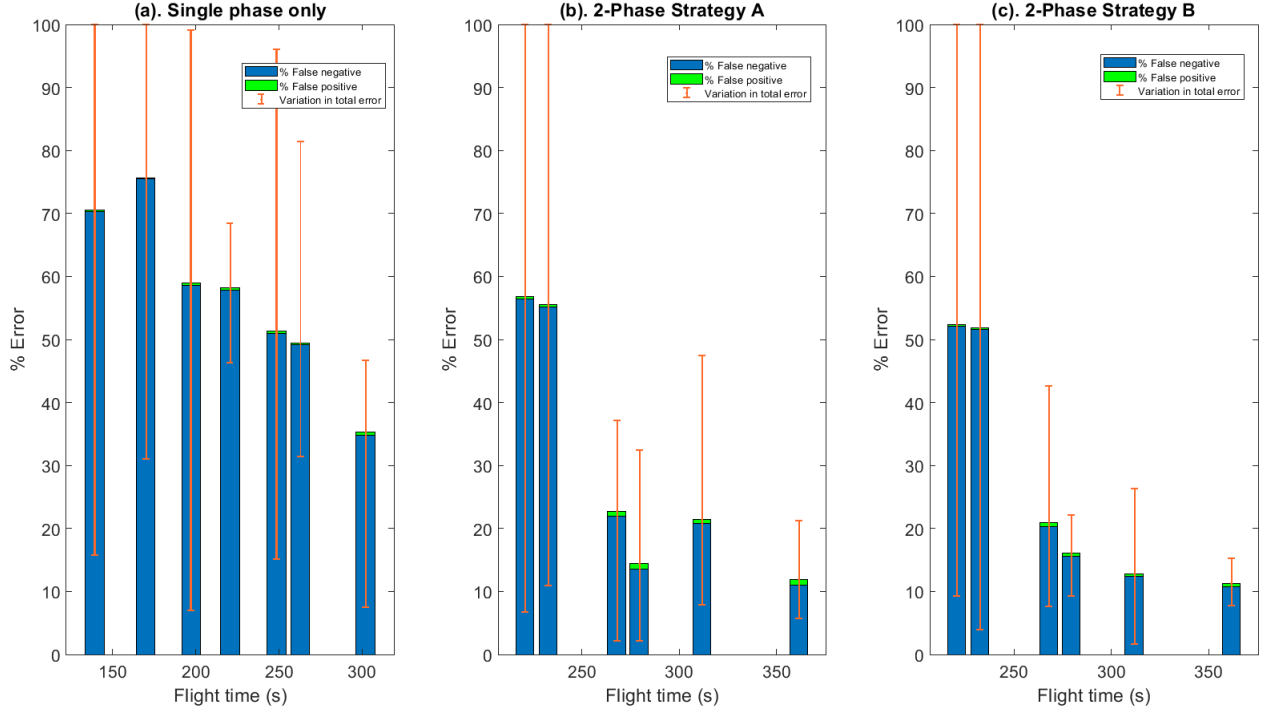 (a). Single phase only
100
90
80
70
60
50
40
30
20
10
0
% Error
150
200
250
300
Flight time (s)
% False negative
% False positive
Variation in total error
(b). 2-Phase Strategy A
100
90
80
70
60
50
40
30
20
10
0
% Error
250
300
350
Flight time (s)
% False negative
% False positive
Variation in total error
(c). 2-Phase Strategy B
100
90
80
70
60
50
40
30
20
10
0
% Error
250
300
350
Flight time (s)
% False negative
% False positive
Variation in total error